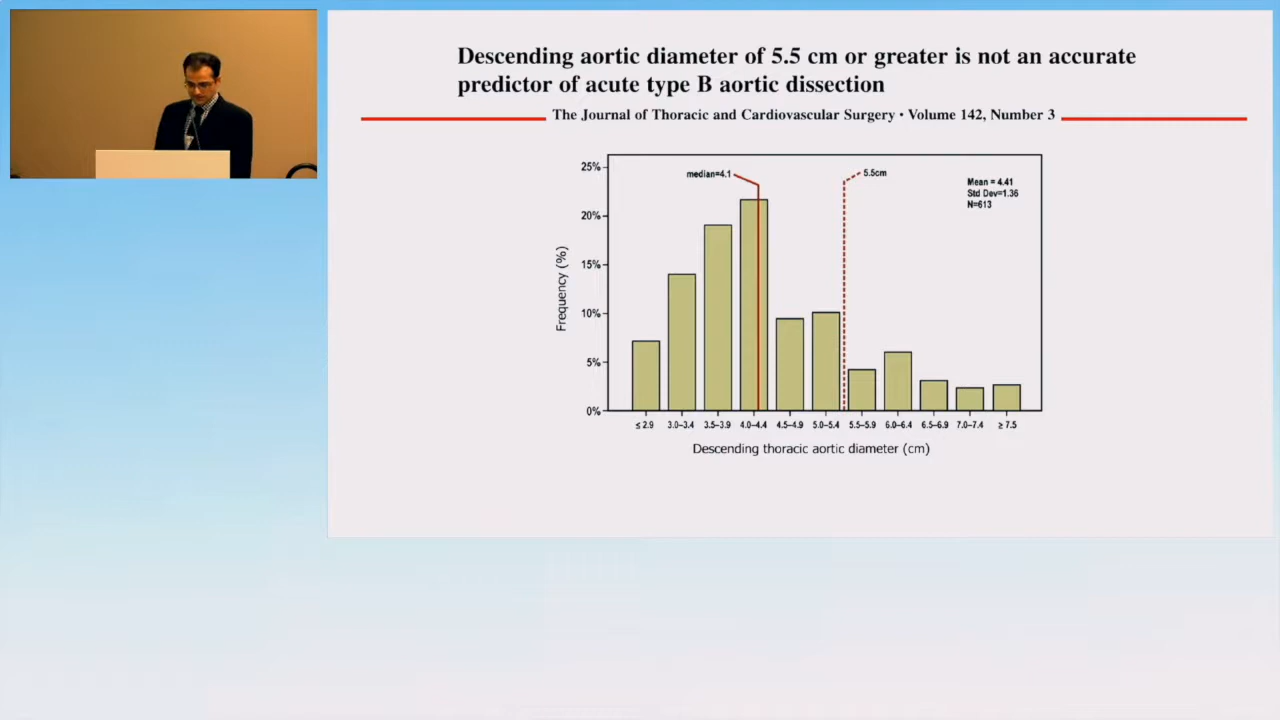 Descending aortic diameter of 5.5 cm or greater is not an accurate
predictor of acute type B aortic dissection
The Journal of Thoracic and Cardiovascular Surgery • Volume 142, Number 3
25%
20%
15%
10%
5%
0%
Frequency (%)
median=4.1
5.5cm
Mean = 4.41
Std Dev=1.36
N=613
≤ 2.9 3.0–3.4 3.5–3.9 4.0–4.4 4.5–4.9 5.0–5.4 5.5–5.9 6.0–6.4 6.5–6.9 7.0–7.4 ≥ 7.5
Descending thoracic aortic diameter (cm)